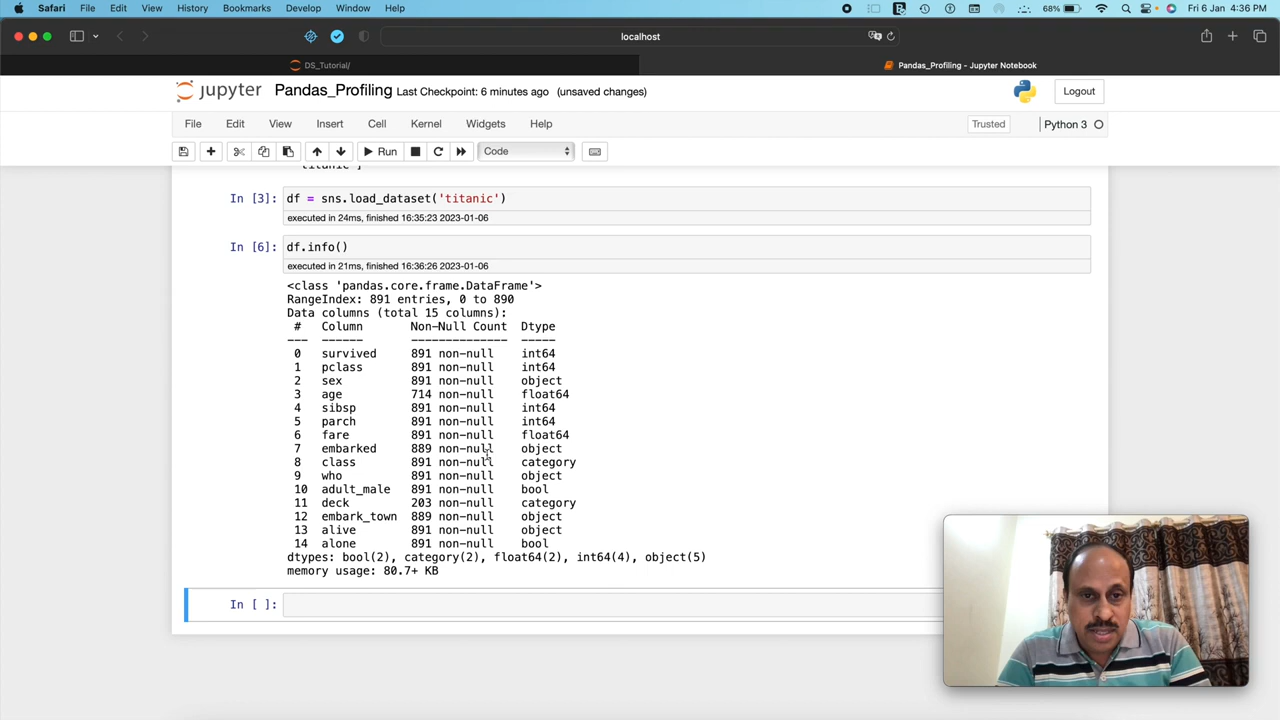 Safari File Edit View History Bookmarks Develop Window Help 68% Fri 6 Jan 4:36 PM
localhost
DS_Tutorial/ Pandas_Profiling - Jupyter Notebook
jupyter Pandas_Profiling Last Checkpoint: 6 minutes ago (unsaved changes) Logout
File Edit View Insert Cell Kernel Widgets Help Trusted Python 3
Run Code
'titanic']
In [3]: df = sns.load_dataset('titanic')
executed in 24ms, finished 16:35:23 2023-01-06
In [6]: df.info()
executed in 21ms, finished 16:36:26 2023-01-06
<class 'pandas.core.frame.DataFrame'>
RangeIndex: 891 entries, 0 to 890
Data columns (total 15 columns):
# Column Non-Null Count Dtype
--- ------ -------------- -----
0 survived 891 non-null int64
1 pclass 891 non-null int64
2 sex 891 non-null object
3 age 714 non-null float64
4 sibsp 891 non-null int64
5 parch 891 non-null int64
6 fare 891 non-null float64
7 embarked 889 non-null object
8 class 891 non-null category
9 who 891 non-null object
10 adult_male 891 non-null bool
11 deck 203 non-null category
12 embark_town 889 non-null object
13 alive 891 non-null object
14 alone 891 non-null bool
dtypes: bool(2), category(2), float64(2), int64(4), object(5)
memory usage: 80.7+ KB
In [ ]: